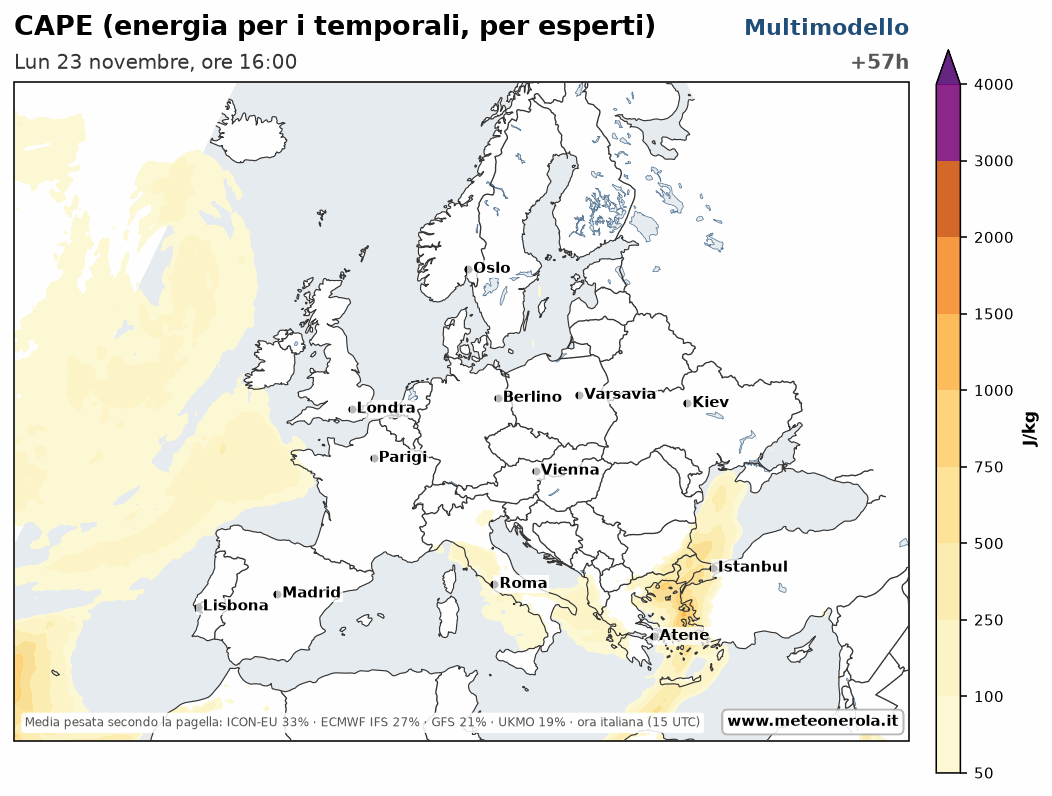 CAPE (energia per i temporali, per esperti)
Multimodello
Lun 23 novembre, ore 16:00
+57h
4000
3000
2000
1500
1000
750
500
250
100
50
J/kg
Oslo
Berlino
Varsavia
Kiev
Londra
Parigi
Vienna
Istanbul
Roma
Madrid
Lisbona
Atene
Media pesata secondo la pagella: ICON-EU 33% · ECMWF IFS 27% · GFS 21% · UKMO 19% · ora italiana (15 UTC)
www.meteonerola.it